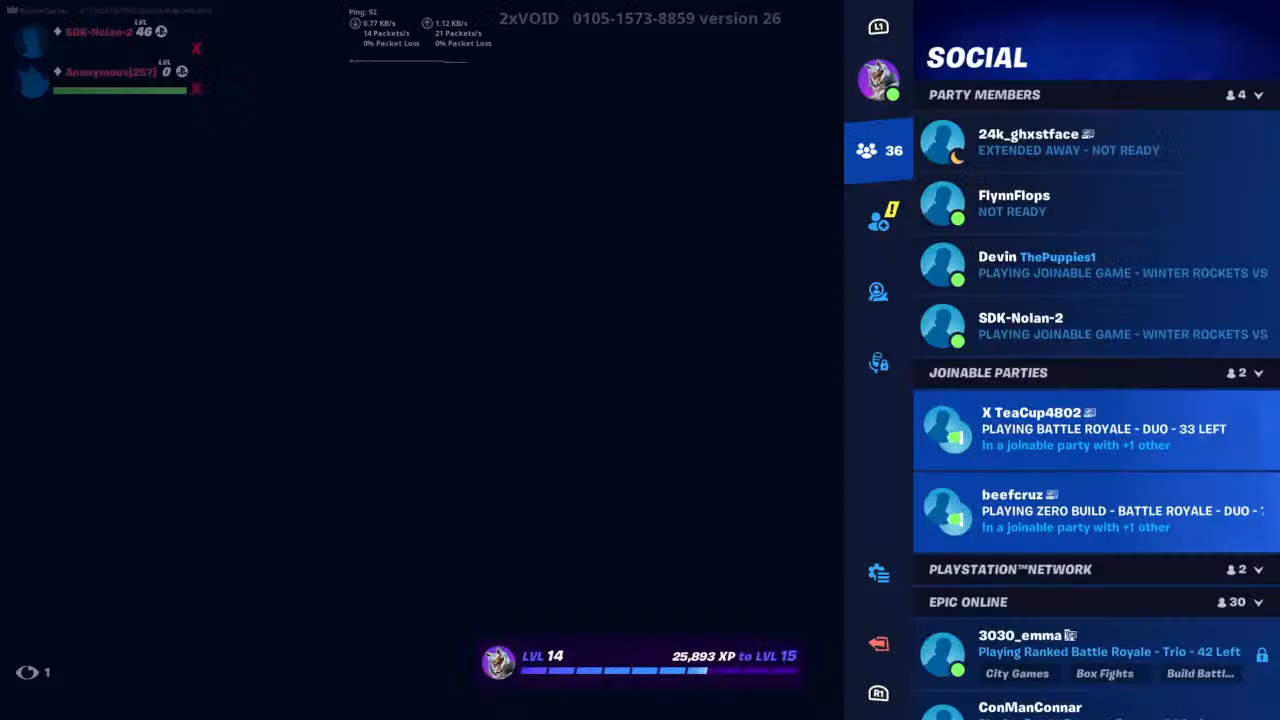 LVL
SDK-Nolan-2 46
LVL
Anonymous[257] 0
Ping: 92
0.77 KB/s 1.12 KB/s
14 Packets/s 21 Packets/s
0% Packet Loss 0% Packet Loss
2xVOID 0105-1573-8859 version 26
L1
36
SOCIAL
PARTY MEMBERS 4
24k_ghxstface
EXTENDED AWAY - NOT READY
FlynnFlops
NOT READY
Devin ThePuppies1
PLAYING JOINABLE GAME - WINTER ROCKETS VS
SDK-Nolan-2
PLAYING JOINABLE GAME - WINTER ROCKETS VS
JOINABLE PARTIES 2
X TeaCup4802
PLAYING BATTLE ROYALE - DUO - 33 LEFT
In a joinable party with +1 other
beefcruz
PLAYING ZERO BUILD - BATTLE ROYALE - DUO -
In a joinable party with +1 other
PLAYSTATION™NETWORK 2
EPIC ONLINE 30
3030_emma
Playing Ranked Battle Royale - Trio - 42 Left
City Games Box Fights Build Battl...
ConManConnar
R1
LVL 14 25,893 XP to LVL 15
1